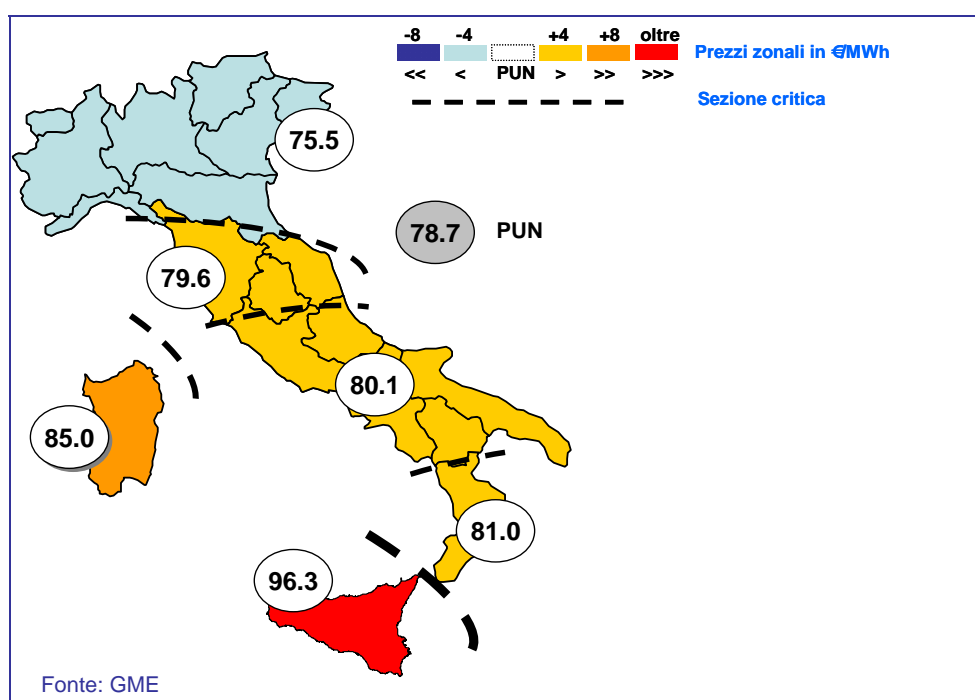 -8 -4 +4 +8 oltre
Prezzi zonali in €/MWh
<< < PUN > >> >>>
Sezione critica
75.5
78.7 PUN
79.6
80.1
85.0
81.0
96.3
Fonte: GME